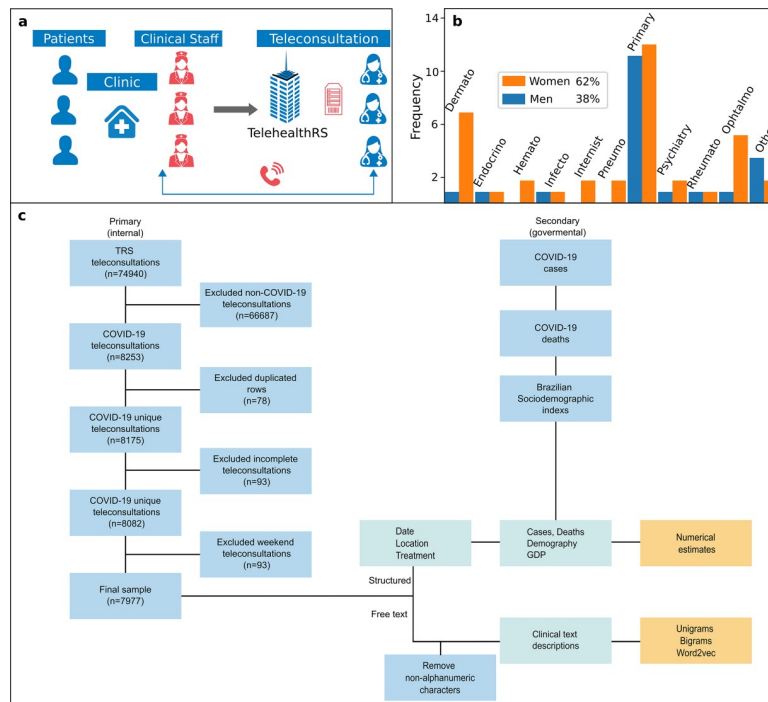 a
Patients
Clinical Staff
Teleconsultation
Clinic
TelehealthRS
b
Frequency
14
10
6
2
Women 62%
Men 38%
Dermato
Endocrino
Hemato
Infecto
Internist
Pneumo
Primary
Psychiatry
Rheumato
Ophtalmo
c
Primary
(internal)
TRS
teleconsultations
(n=74940)
Excluded non-COVID-19
teleconsultations
(n=66687)
COVID-19
teleconsultations
(n=8253)
Excluded duplicated
rows
(n=78)
COVID-19 unique
teleconsultations
(n=8175)
Excluded incomplete
teleconsultations
(n=93)
COVID-19 unique
teleconsultations
(n=8082)
Excluded weekend
teleconsultations
(n=93)
Final sample
(n=7977)
Secondary
(govermental)
COVID-19
cases
COVID-19
deaths
Brazilian
Sociodemographic
indexs
Date
Location
Treatment
Cases, Deaths
Demography
GDP
Numerical
estimates
Structured
Free text
Remove
non-alphanumeric
characters
Clinical text
descriptions
Unigrams
Bigrams
Word2vec